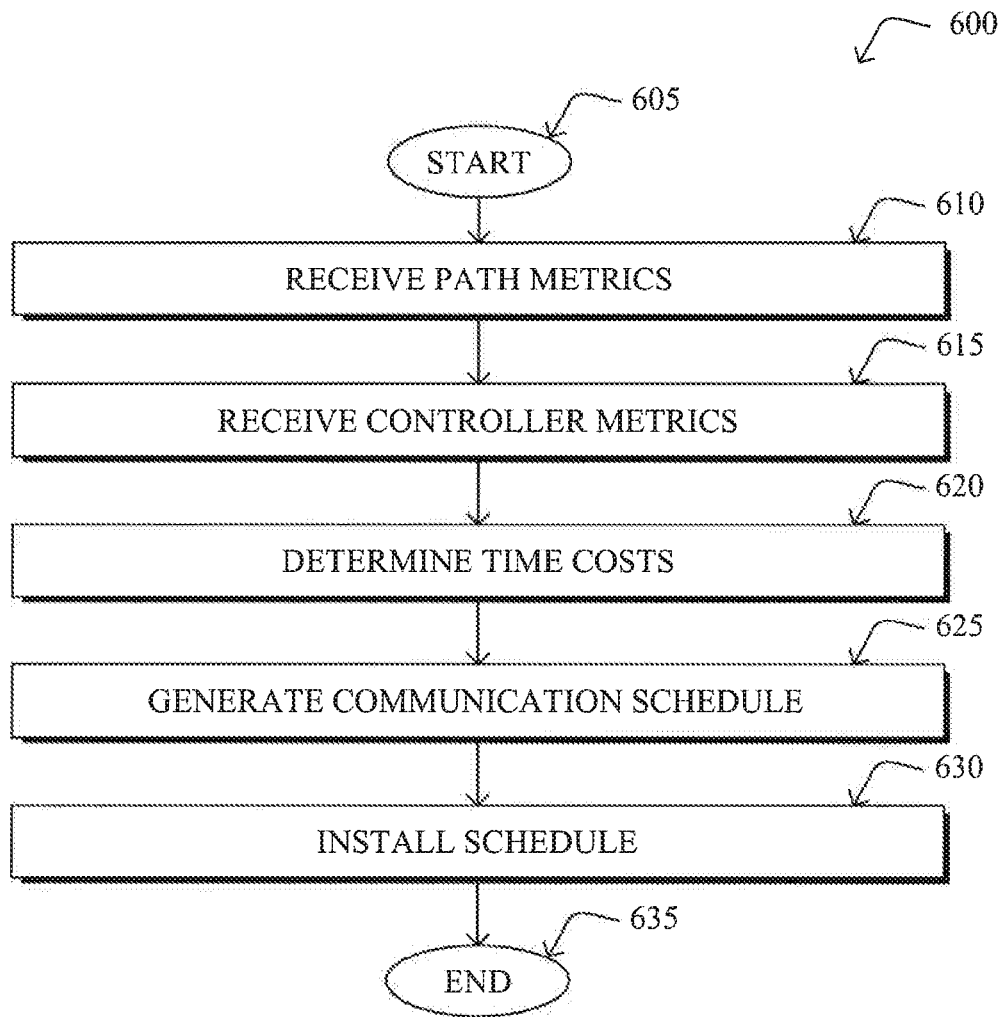 600
605
START
610
RECEIVE PATH METRICS
615
RECEIVE CONTROLLER METRICS
620
DETERMINE TIME COSTS
625
GENERATE COMMUNICATION SCHEDULE
630
INSTALL SCHEDULE
635
END